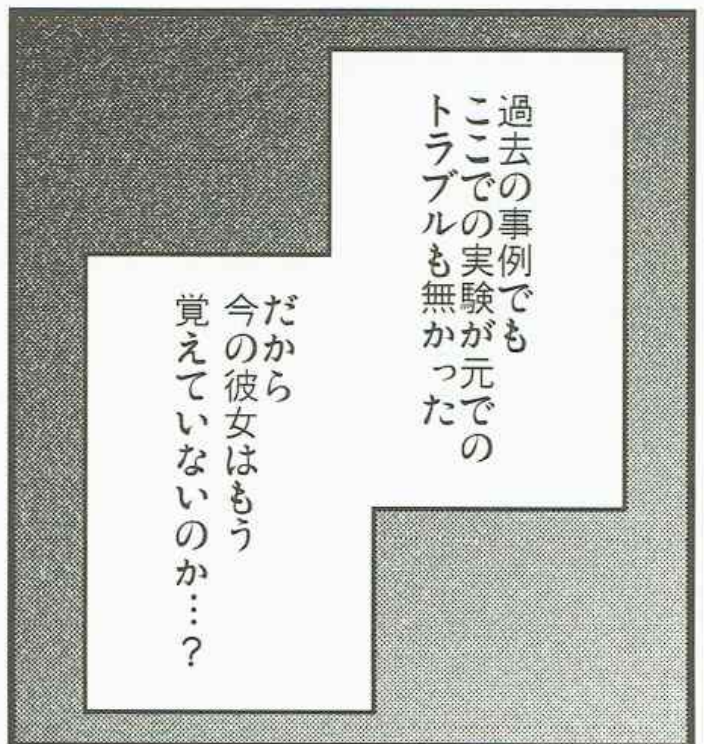 過去の事例でも
ここでの実験が元での
トラブルも無かった
だから
今の彼女はもう
覚えていないのか…?